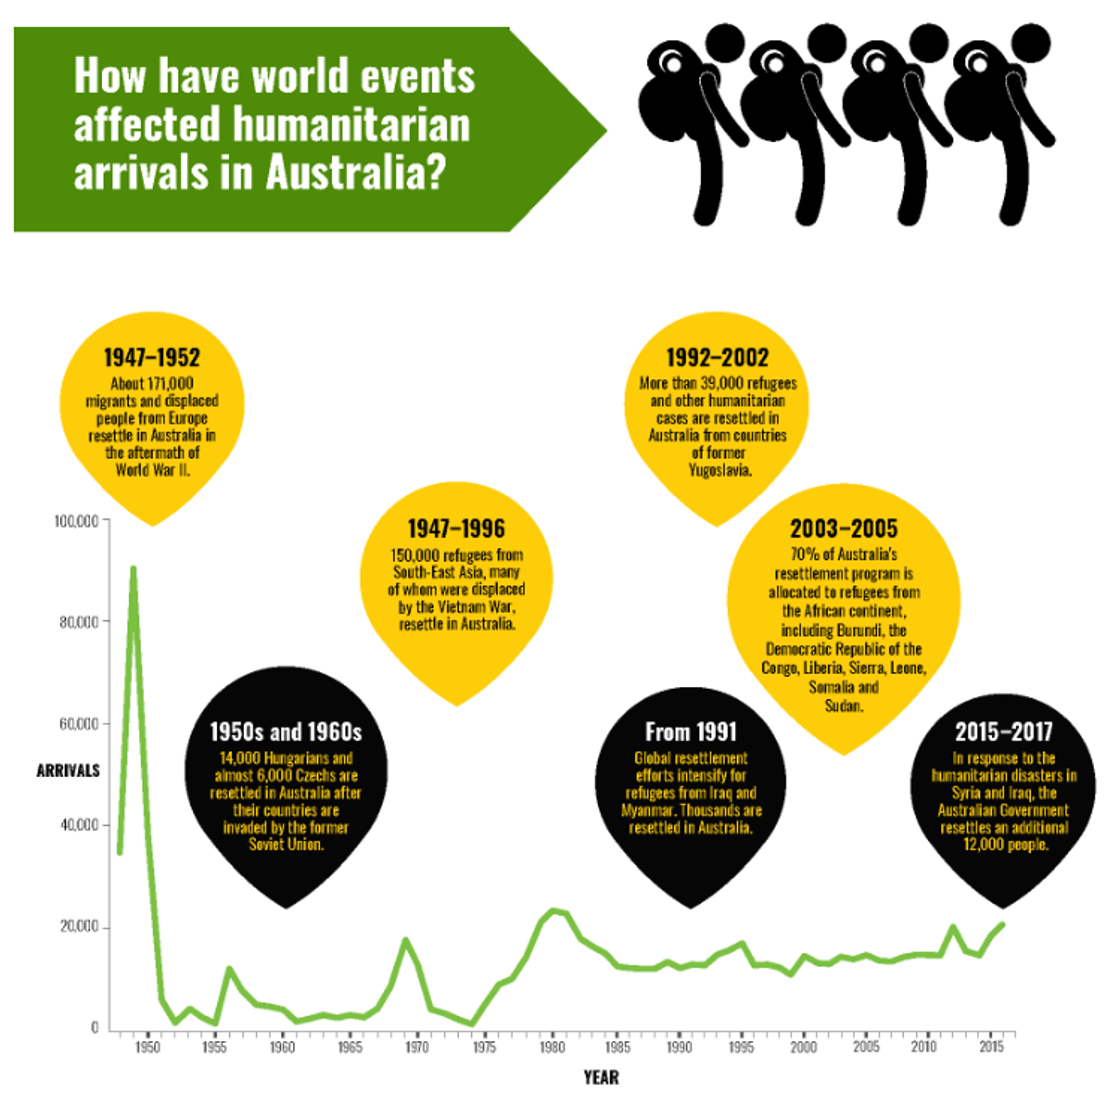 How have world events
affected humanitarian
arrivals in Australia?
1947–1952
About 171,000
migrants and displaced
people from Europe
resettle in Australia in
the aftermath of
World War II.
1992–2002
More than 39,000 refugees
and other humanitarian
cases are resettled in
Australia from countries
of former
Yugoslavia.
1947–1996
150,000 refugees from
South-East Asia, many
of whom were displaced
by the Vietnam War,
resettle in Australia.
2003–2005
70% of Australia's
resettlement program is
allocated to refugees from
the African continent,
including Burundi, the
Democratic Republic of the
Congo, Liberia, Sierra, Leone,
Somalia and
Sudan.
1950s and 1960s
14,000 Hungarians and
almost 6,000 Czechs are
resettled in Australia after
their countries are
invaded by the former
Soviet Union.
From 1991
Global resettlement
efforts intensify for
refugees from Iraq and
Myanmar. Thousands are
resettled in Australia.
2015–2017
In response to the
humanitarian disasters in
Syria and Iraq, the
Australian Government
resettles an additional
12,000 people.
100,000
80,000
60,000
ARRIVALS
40,000
20,000
0
1950 1955 1960 1965 1970 1975 1980 1985 1990 1995 2000 2005 2010 2015
YEAR